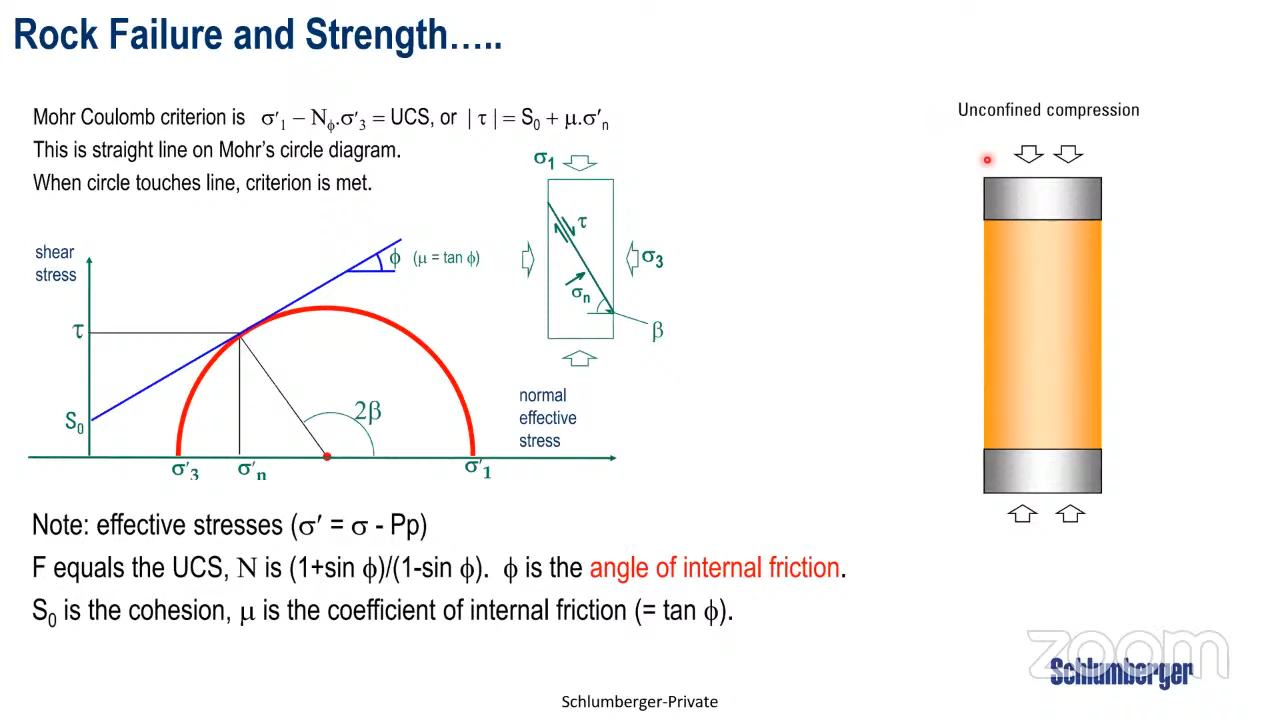 Rock Failure and Strength…..
Mohr Coulomb criterion is σ′₁ − Nᵩ.σ′₃ = UCS, or | τ | = S₀ + μ.σ′ₙ
This is straight line on Mohr's circle diagram.
When circle touches line, criterion is met.
Unconfined compression
σ₁
τ
σ₃
σₙ
β
shear
stress
ϕ (μ = tan ϕ)
τ
S₀
2β
normal
effective
stress
σ′₃
σ′ₙ
σ′₁
Note: effective stresses (σ′ = σ - Pp)
F equals the UCS, N is (1+sin ϕ)/(1-sin ϕ). ϕ is the angle of internal friction.
S₀ is the cohesion, μ is the coefficient of internal friction (= tan ϕ).
zoom
Schlumberger
Schlumberger-Private